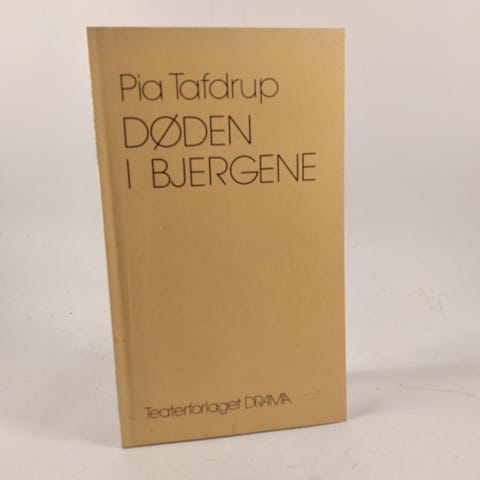 Pia Tafdrup
DØDEN
I BJERGENE
Teaterforlaget DRAMA